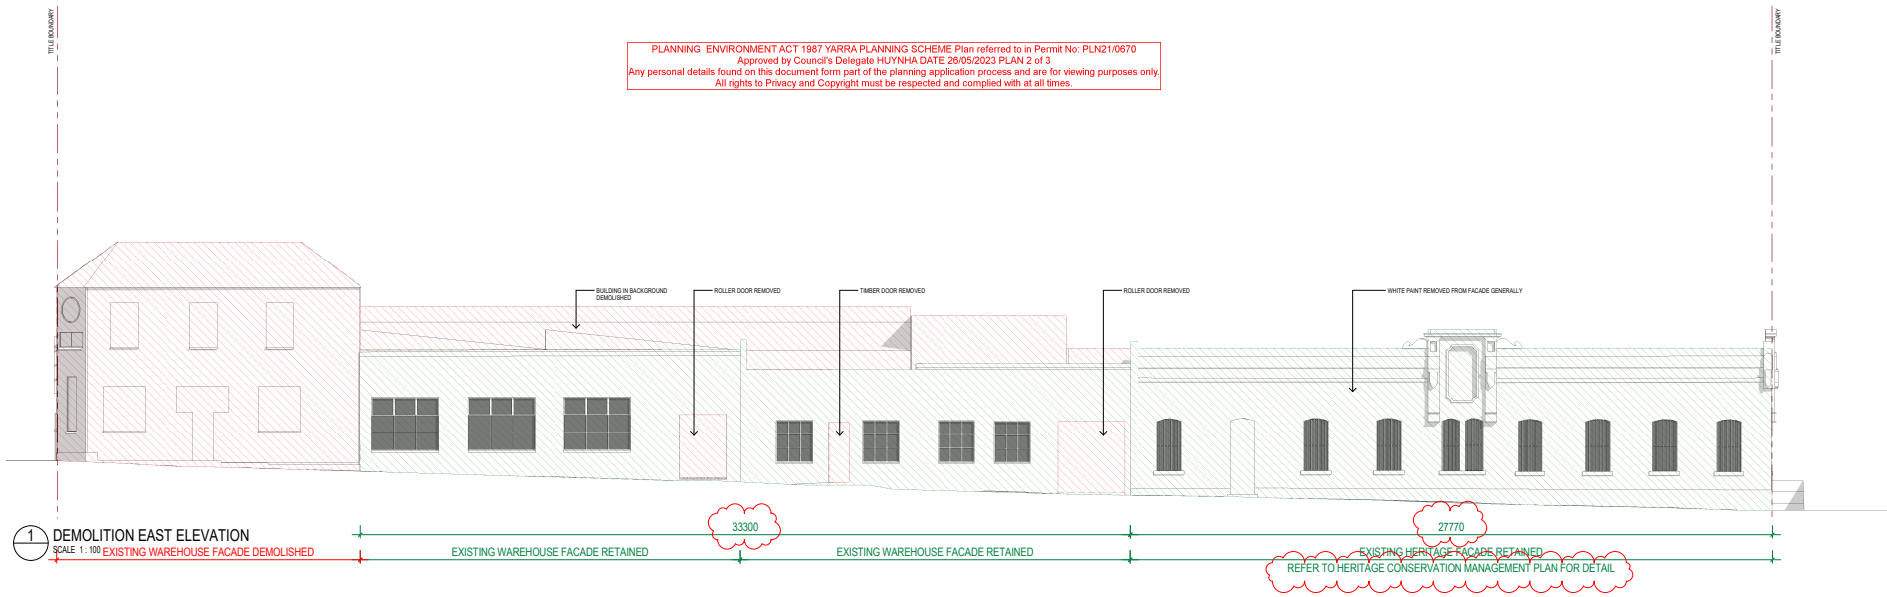 TITLE BOUNDARY
TITLE BOUNDARY
PLANNING ENVIRONMENT ACT 1987 YARRA PLANNING SCHEME Plan referred to in Permit No: PLN21/0670
Approved by Council's Delegate HUYNHA DATE 26/05/2023 PLAN 2 of 3
Any personal details found on this document form part of the planning application process and are for viewing purposes only.
All rights to Privacy and Copyright must be respected and complied with at all times.
BUILDING IN BACKGROUND
DEMOLISHED
ROLLER DOOR REMOVED
TIMBER DOOR REMOVED
ROLLER DOOR REMOVED
WHITE PAINT REMOVED FROM FACADE GENERALLY
1
DEMOLITION EAST ELEVATION
SCALE 1 : 100
33300
27770
EXISTING WAREHOUSE FACADE DEMOLISHED
EXISTING WAREHOUSE FACADE RETAINED
EXISTING WAREHOUSE FACADE RETAINED
EXISTING HERITAGE FACADE RETAINED
REFER TO HERITAGE CONSERVATION MANAGEMENT PLAN FOR DETAIL